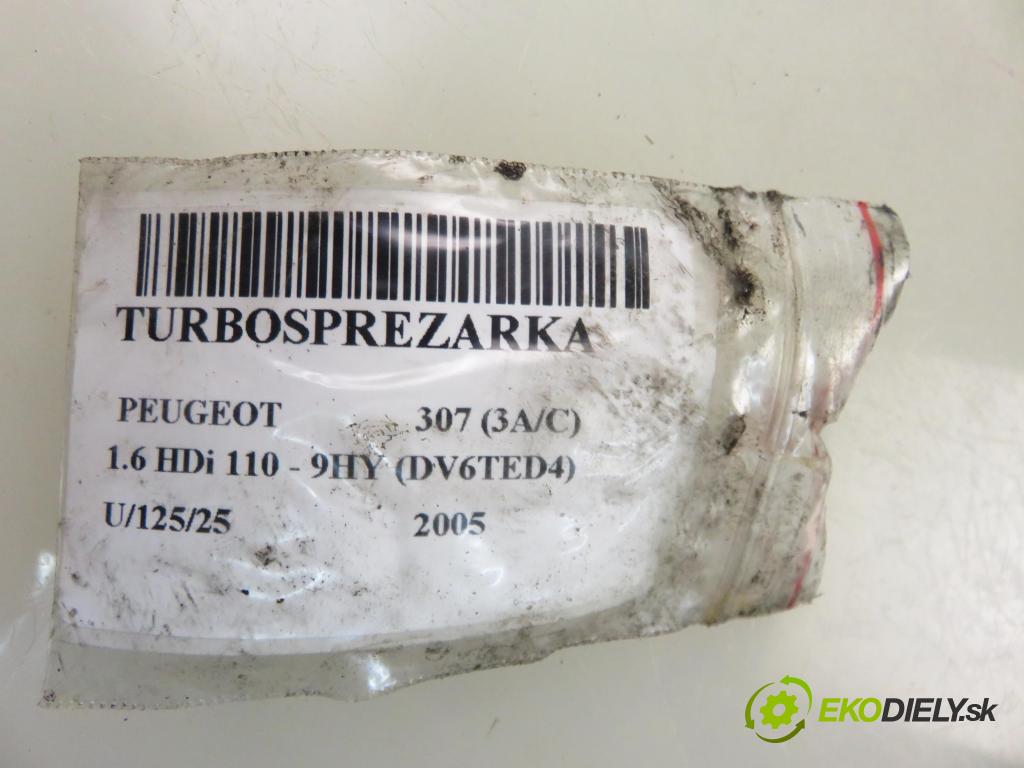 TURBOSPREZARKA
PEUGEOT 307 (3A/C)
1.6 HDi 110 - 9HY (DV6TED4)
U/125/25 2005
EKODIELY.sk